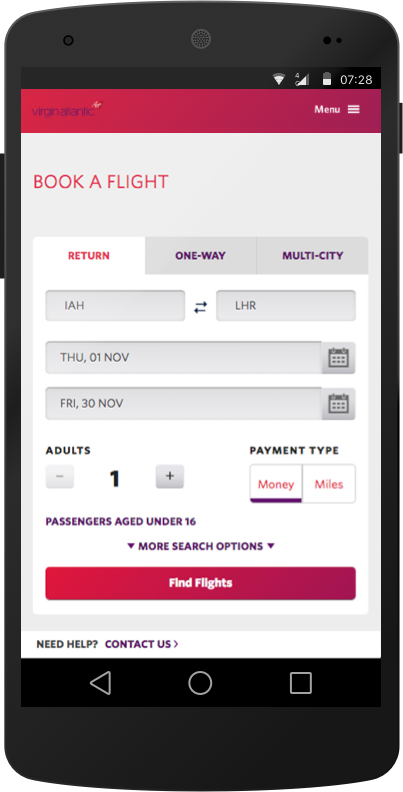 4G 07:28
virgin atlantic Menu
BOOK A FLIGHT
RETURN ONE-WAY MULTI-CITY
IAH LHR
THU, 01 NOV
FRI, 30 NOV
ADULTS PAYMENT TYPE
− 1 + Money Miles
PASSENGERS AGED UNDER 16
MORE SEARCH OPTIONS
Find Flights
NEED HELP? CONTACT US >